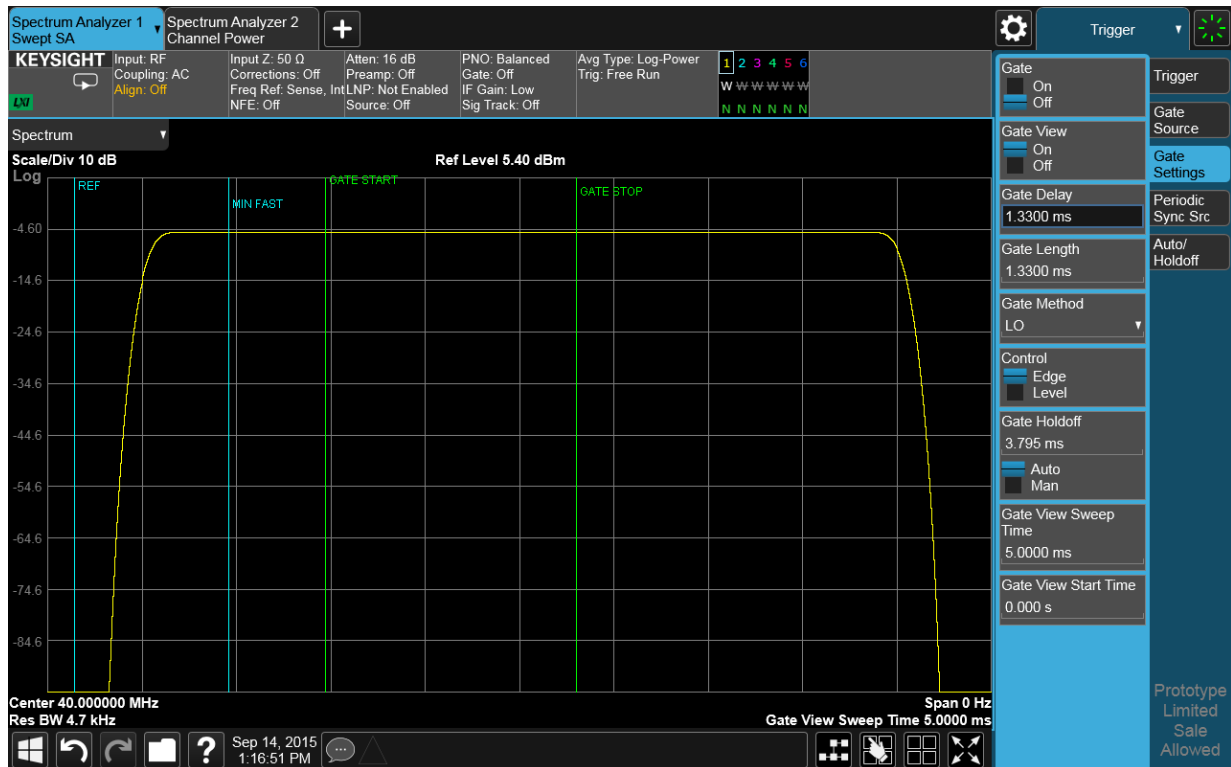 Spectrum Analyzer 1
Swept SA
Spectrum Analyzer 2
Channel Power
Trigger
KEYSIGHT
LXI
Input: RF
Coupling: AC
Align: Off
Input Z: 50 Ω
Corrections: Off
Freq Ref: Sense, Int
NFE: Off
Atten: 16 dB
Preamp: Off
LNP: Not Enabled
Source: Off
PNO: Balanced
Gate: Off
IF Gain: Low
Sig Track: Off
Avg Type: Log-Power
Trig: Free Run
1 2 3 4 5 6
W W W W W W
N N N N N N
Spectrum
Scale/Div 10 dB
Ref Level 5.40 dBm
Log
REF
MIN FAST
GATE START
GATE STOP
-4.60
-14.6
-24.6
-34.6
-44.6
-54.6
-64.6
-74.6
-84.6
Center 40.000000 MHz
Span 0 Hz
Res BW 4.7 kHz
Gate View Sweep Time 5.0000 ms
Sep 14, 2015
1:16:51 PM
Gate
On
Off
Gate View
On
Off
Gate Delay
1.3300 ms
Gate Length
1.3300 ms
Gate Method
LO
Control
Edge
Level
Gate Holdoff
3.795 ms
Auto
Man
Gate View Sweep
Time
5.0000 ms
Gate View Start Time
0.000 s
Trigger
Gate
Source
Gate
Settings
Periodic
Sync Src
Auto/
Holdoff
Prototype
Limited
Sale
Allowed